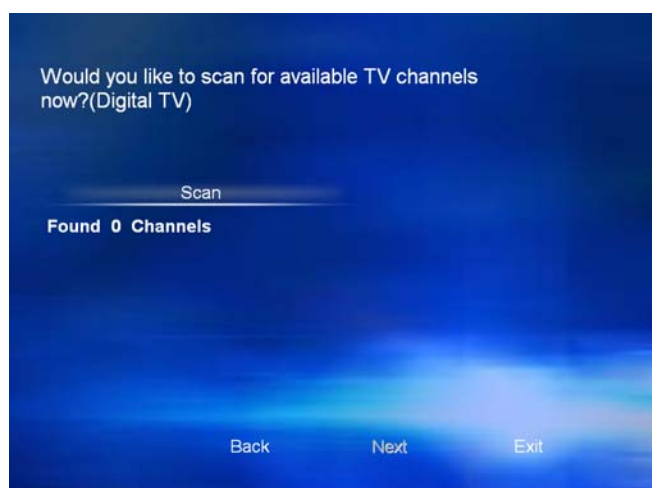 Would you like to scan for available TV channels
now?(Digital TV)
Scan
Found 0 Channels
Back Next Exit